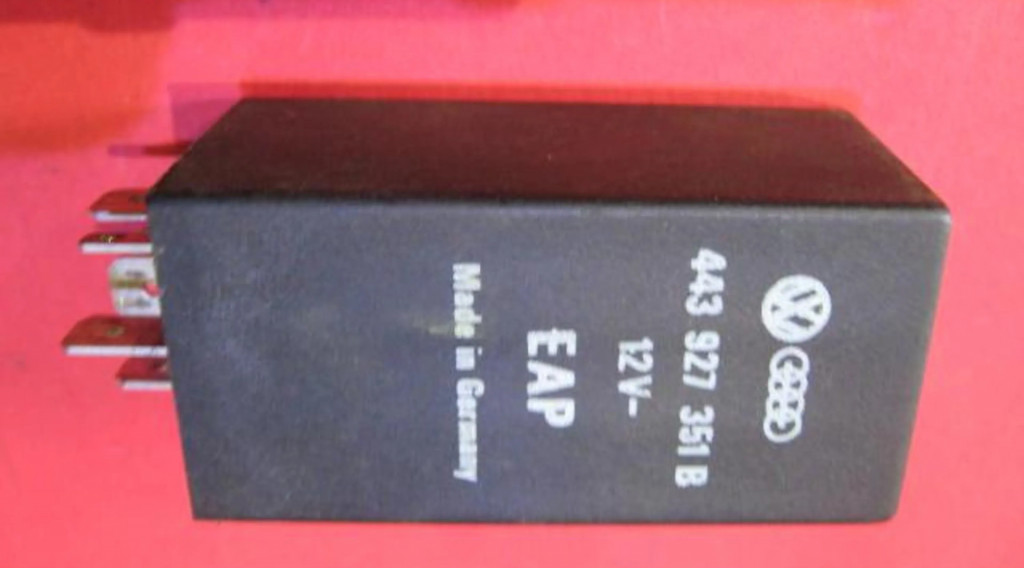 443 927 351 B
12V-
EAP
Made in Germany